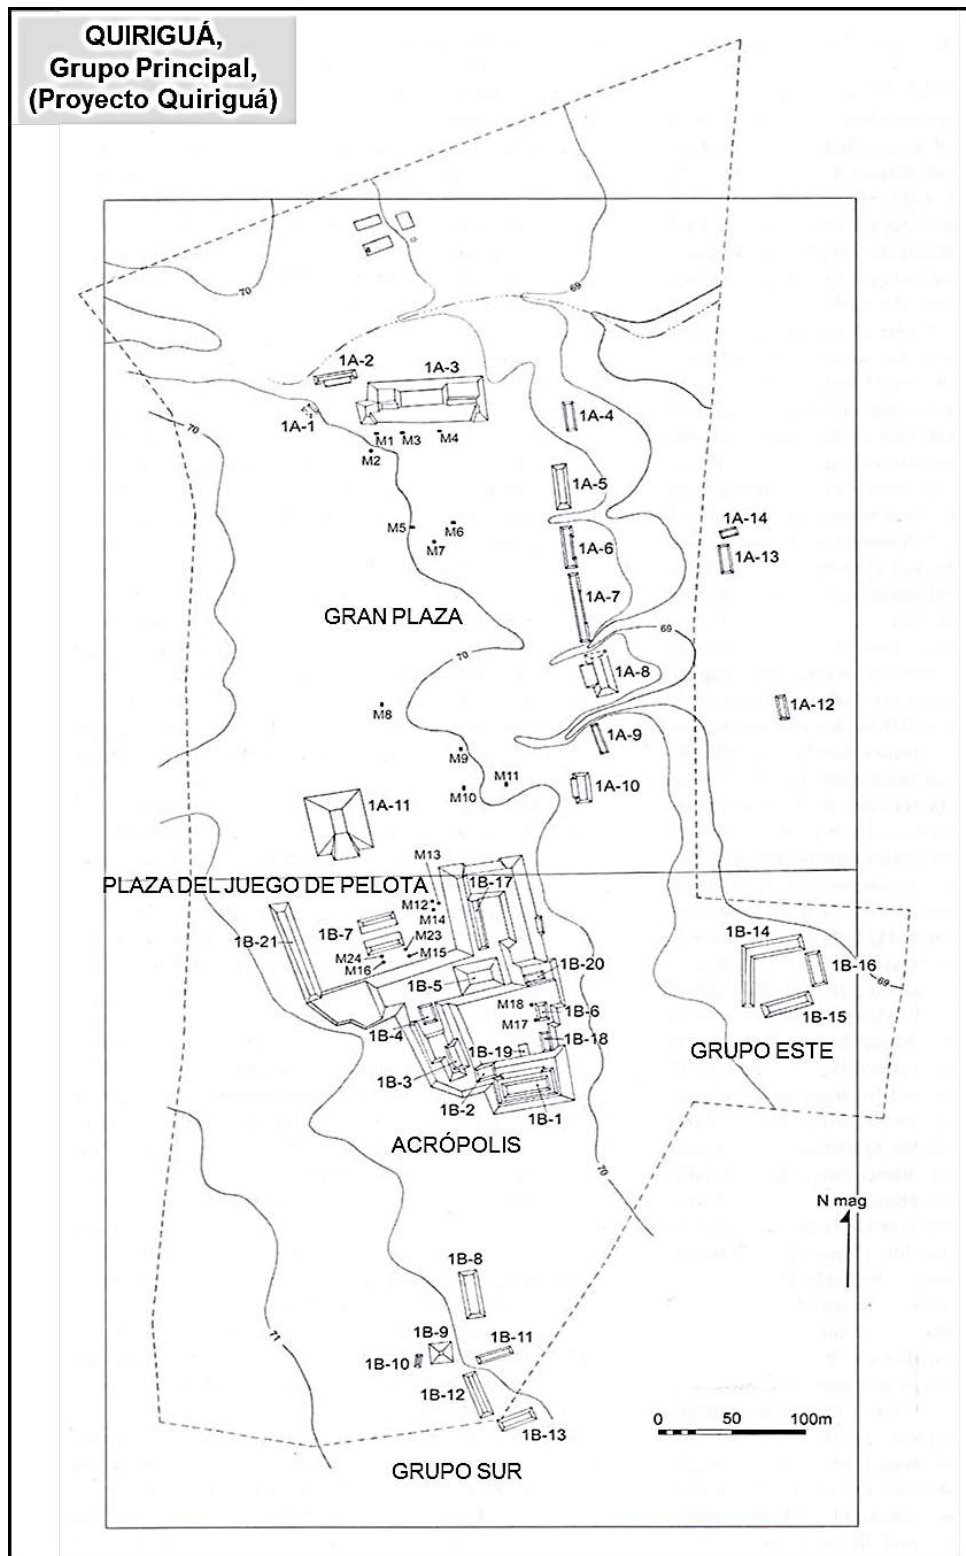 QUIRIGUÁ,
Grupo Principal,
(Proyecto Quiriguá)
70
69
1A-2
1A-3
70
1A-1
1A-4
M1
M3
M4
M2
1A-5
M5
M6
1A-14
M7
1A-6
1A-13
1A-7
GRAN PLAZA
69
70
1A-8
M8
1A-12
1A-9
M9
M11
M10
1A-10
1A-11
M13
PLAZA DEL JUEGO DE PELOTA
1B-17
M12
M14
1B-7
1B-21
M23
1B-14
M24
M15
M16
1B-16
1B-20
1B-5
69
M18
1B-6
1B-15
1B-4
M17
1B-18
GRUPO ESTE
1B-19
1B-3
1B-2
1B-1
ACRÓPOLIS
70
N mag
1B-8
71
1B-9
1B-11
1B-10
1B-12
0 50 100m
1B-13
GRUPO SUR